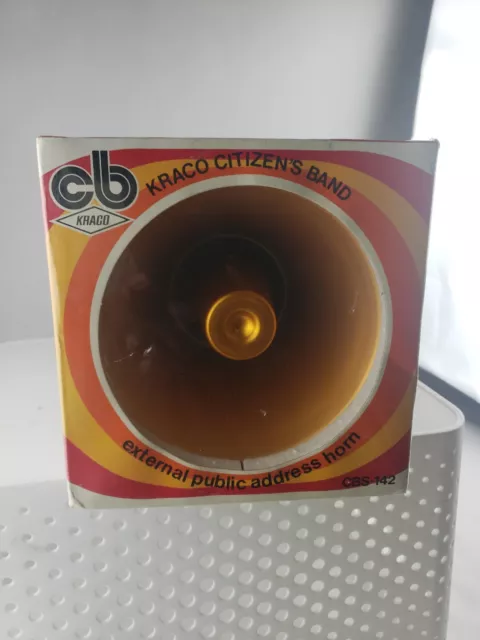 cb
KRACO
KRACO CITIZEN'S BAND
external public address horn
CBS-142